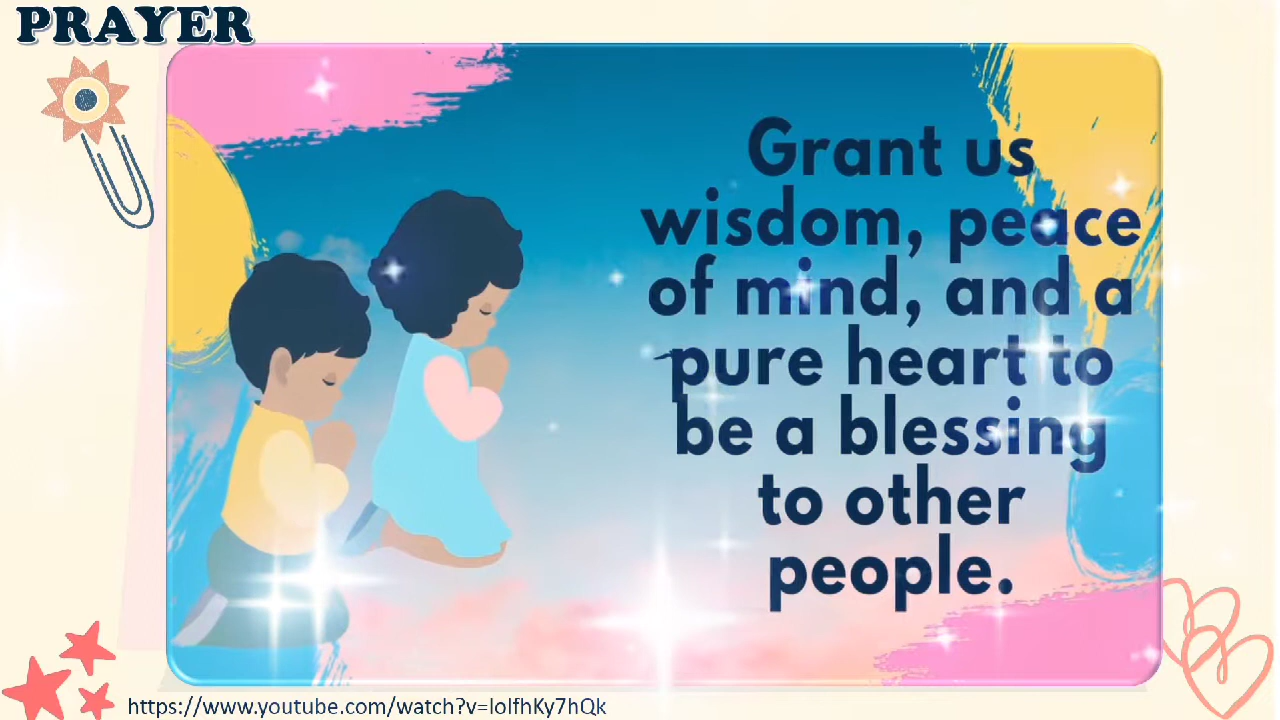 PRAYER
Grant us
wisdom, peace
of mind, and a
pure heart to
be a blessing
to other
people.
https://www.youtube.com/watch?v=lolfhKy7hQk